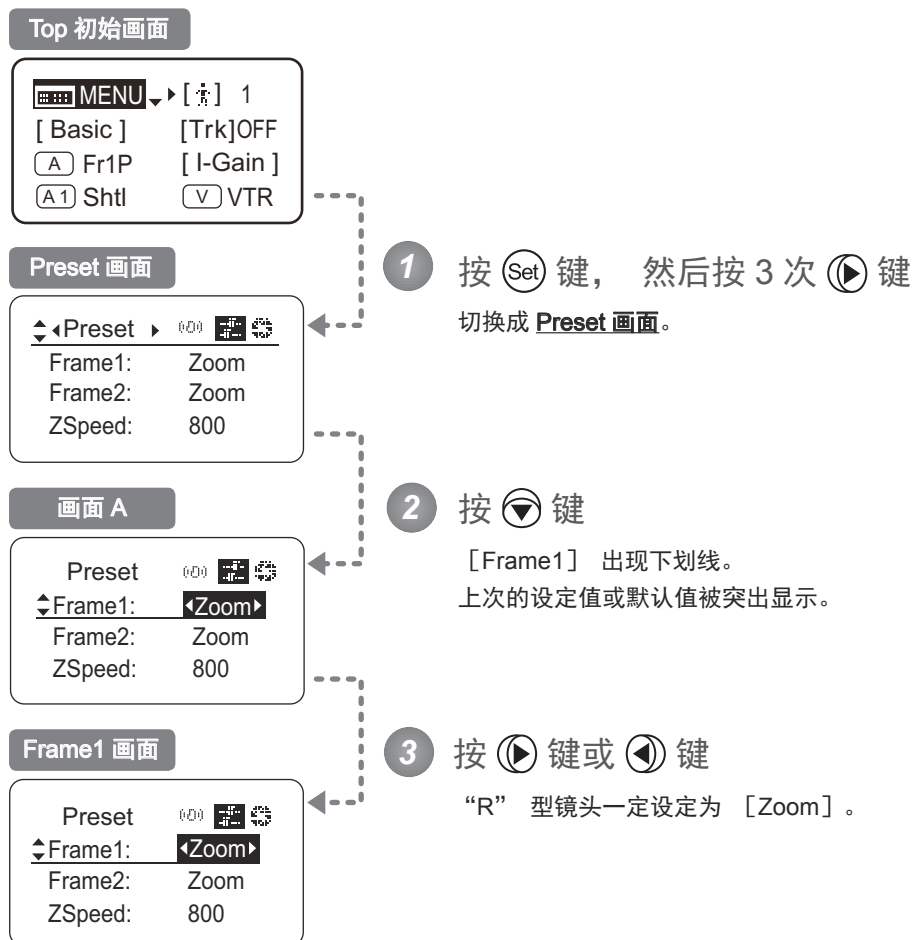 Top 初始画面
MENU [ ] 1
[ Basic ] [Trk]OFF
A Fr1P [ I-Gain ]
A 1 Shtl V VTR
Preset 画面
Preset
Frame1: Zoom
Frame2: Zoom
ZSpeed: 800
1 按 Set 键， 然后按 3 次 键
切换成 Preset 画面。
画面 A
Preset
Frame1: Zoom
Frame2: Zoom
ZSpeed: 800
2 按 键
［Frame1］ 出现下划线。
上次的设定值或默认值被突出显示。
Frame1 画面
Preset
Frame1: Zoom
Frame2: Zoom
ZSpeed: 800
3 按 键或 键
“R” 型镜头一定设定为 ［Zoom］。